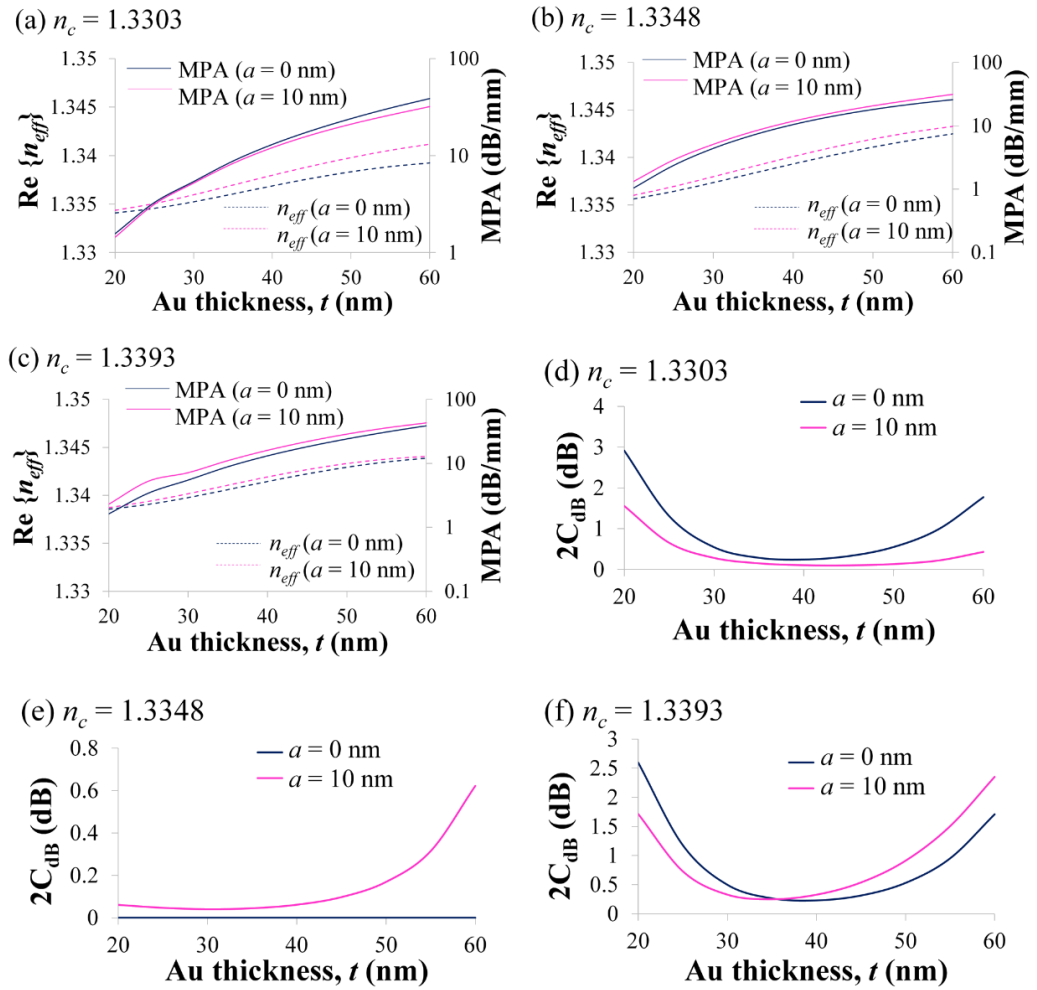 (a) n_c = 1.3303
1.35
1.345
1.34
1.335
1.33
Re {n_eff}
MPA (a = 0 nm)
MPA (a = 10 nm)
n_eff (a = 0 nm)
n_eff (a = 10 nm)
100
10
1
MPA (dB/mm)
20 30 40 50 60
Au thickness, t (nm)
(b) n_c = 1.3348
1.35
1.345
1.34
1.335
1.33
Re {n_eff}
MPA (a = 0 nm)
MPA (a = 10 nm)
n_eff (a = 0 nm)
n_eff (a = 10 nm)
100
10
1
0.1
MPA (dB/mm)
20 30 40 50 60
Au thickness, t (nm)
(c) n_c = 1.3393
1.35
1.345
1.34
1.335
1.33
Re {n_eff}
MPA (a = 0 nm)
MPA (a = 10 nm)
n_eff (a = 0 nm)
n_eff (a = 10 nm)
100
10
1
0.1
MPA (dB/mm)
20 30 40 50 60
Au thickness, t (nm)
(d) n_c = 1.3303
a = 0 nm
a = 10 nm
4
3
2
1
0
2C_dB (dB)
20 30 40 50 60
Au thickness, t (nm)
(e) n_c = 1.3348
a = 0 nm
a = 10 nm
0.8
0.6
0.4
0.2
0
2C_dB (dB)
20 30 40 50 60
Au thickness, t (nm)
(f) n_c = 1.3393
a = 0 nm
a = 10 nm
3
2.5
2
1.5
1
0.5
0
2C_dB (dB)
20 30 40 50 60
Au thickness, t (nm)